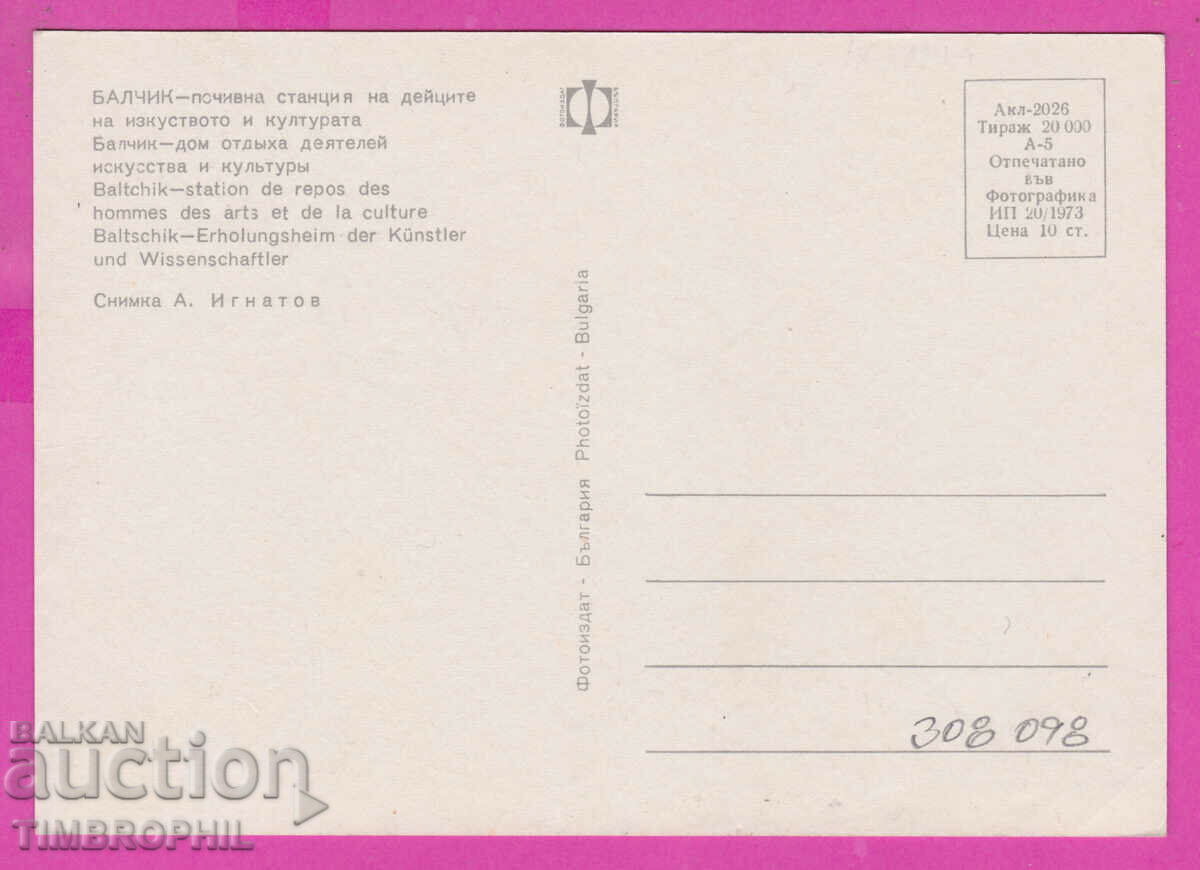 БАЛЧИК—почивна станция на дейците
на изкуството и културата
Балчик—дом отдыха деятелей
искусства и культуры
Baltchik—station de repos des
hommes des arts et de la culture
Baltschik—Erholungsheim der Künstler
und Wissenschaftler
Снимка А. Игнатов
ФОТОИЗДАТ
Фотоиздат - България Photoïzdat - Bulgaria
Акл-2026
Тираж 20 000
А-5
Отпечатано
във
Фотографика
ИП 20/1973
Цена 10 ст.
308 098
BALKAN
auction
TIMBROPHIL